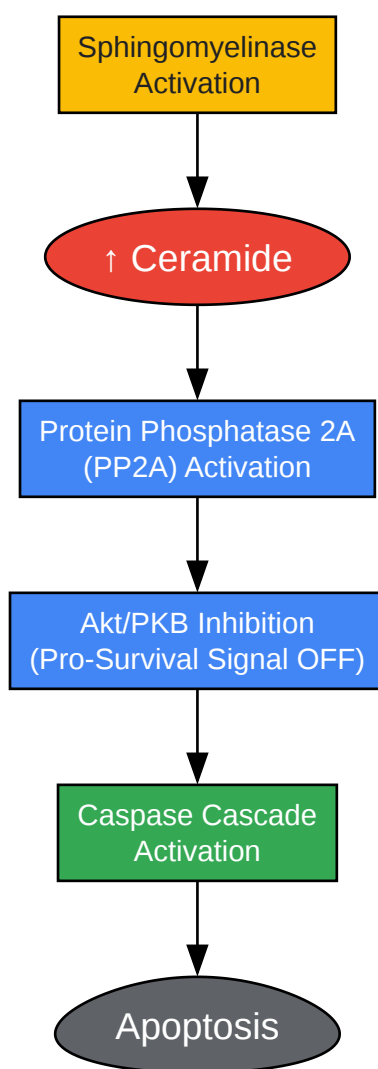 Sphingomyelinase
Activation
↑ Ceramide
Protein Phosphatase 2A
(PP2A) Activation
Akt/PKB Inhibition
(Pro-Survival Signal OFF)
Caspase Cascade
Activation
Apoptosis